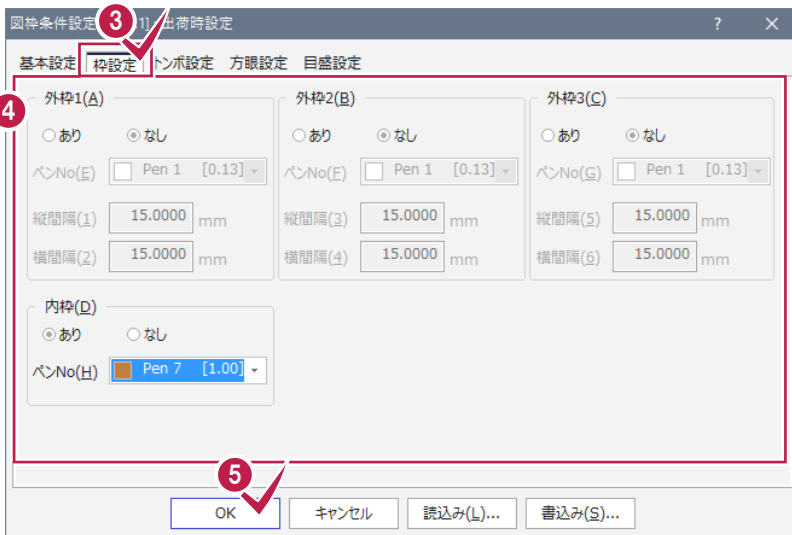 図枠条件設定 1] 出荷時設定 ? ×
3
基本設定 枠設定 トンボ設定 方眼設定 目盛設定
4
外枠1(A) 外枠2(B) 外枠3(C)
あり なし あり なし あり なし
ペンNo(E) Pen 1 [0.13] ペンNo(F) Pen 1 [0.13] ペンNo(G) Pen 1 [0.13]
縦間隔(1) 15.0000 mm 縦間隔(3) 15.0000 mm 縦間隔(5) 15.0000 mm
横間隔(2) 15.0000 mm 横間隔(4) 15.0000 mm 横間隔(6) 15.0000 mm
内枠(D)
あり なし
ペンNo(H) Pen 7 [1.00]
5
OK キャンセル 読込み(L)... 書込み(S)...